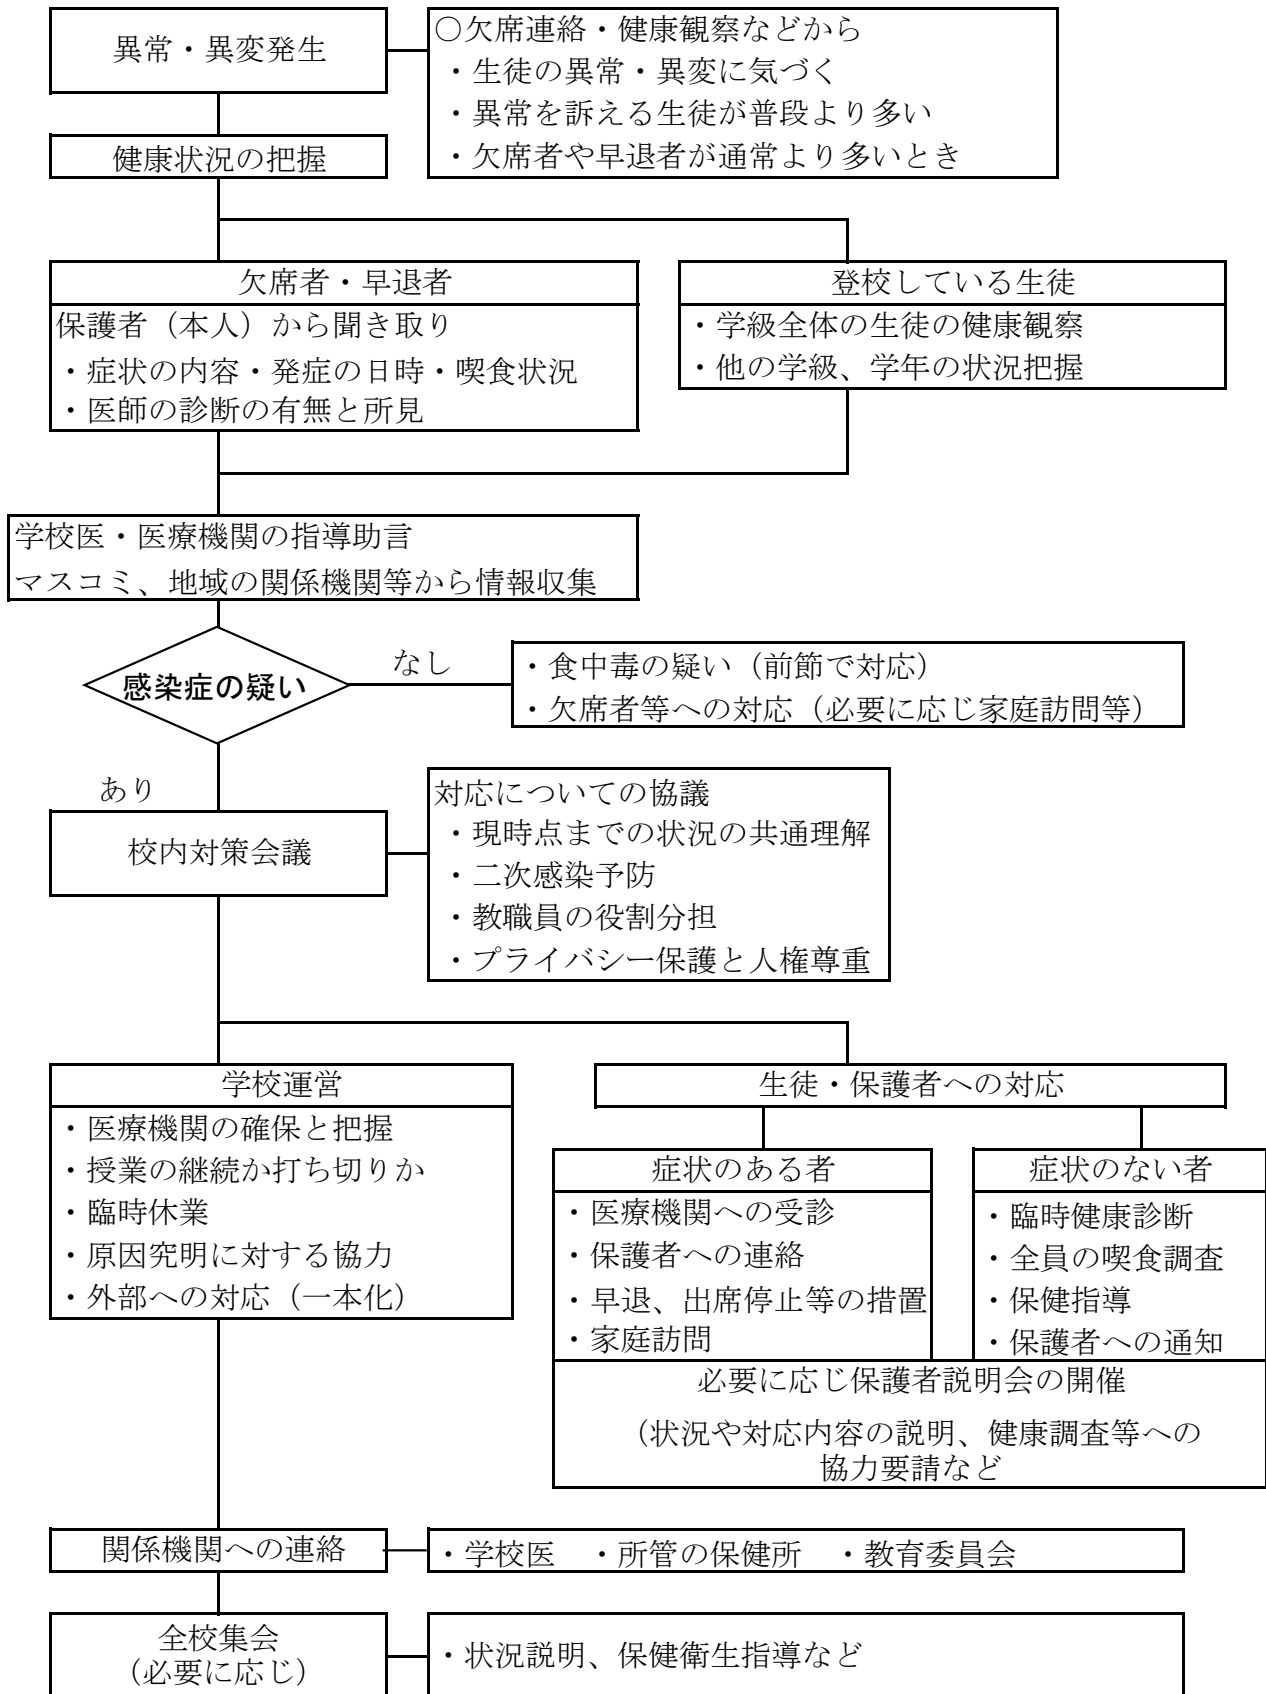 異常・異変発生
○欠席連絡・健康観察などから
・生徒の異常・異変に気づく
・異常を訴える生徒が普段より多い
・欠席者や早退者が通常より多いとき
健康状況の把握
欠席者・早退者
保護者（本人）から聞き取り
・症状の内容・発症の日時・喫食状況
・医師の診断の有無と所見
登校している生徒
・学級全体の生徒の健康観察
・他の学級、学年の状況把握
学校医・医療機関の指導助言
マスコミ、地域の関係機関等から情報収集
感染症の疑い
なし
・食中毒の疑い（前節で対応）
・欠席者等への対応（必要に応じ家庭訪問等）
あり
校内対策会議
対応についての協議
・現時点までの状況の共通理解
・二次感染予防
・教職員の役割分担
・プライバシー保護と人権尊重
学校運営
・医療機関の確保と把握
・授業の継続か打ち切りか
・臨時休業
・原因究明に対する協力
・外部への対応（一本化）
生徒・保護者への対応
症状のある者
・医療機関への受診
・保護者への連絡
・早退、出席停止等の措置
・家庭訪問
症状のない者
・臨時健康診断
・全員の喫食調査
・保健指導
・保護者への通知
必要に応じ保護者説明会の開催
（状況や対応内容の説明、健康調査等への
協力要請など
関係機関への連絡
・学校医　・所管の保健所　・教育委員会
全校集会
（必要に応じ）
・状況説明、保健衛生指導など